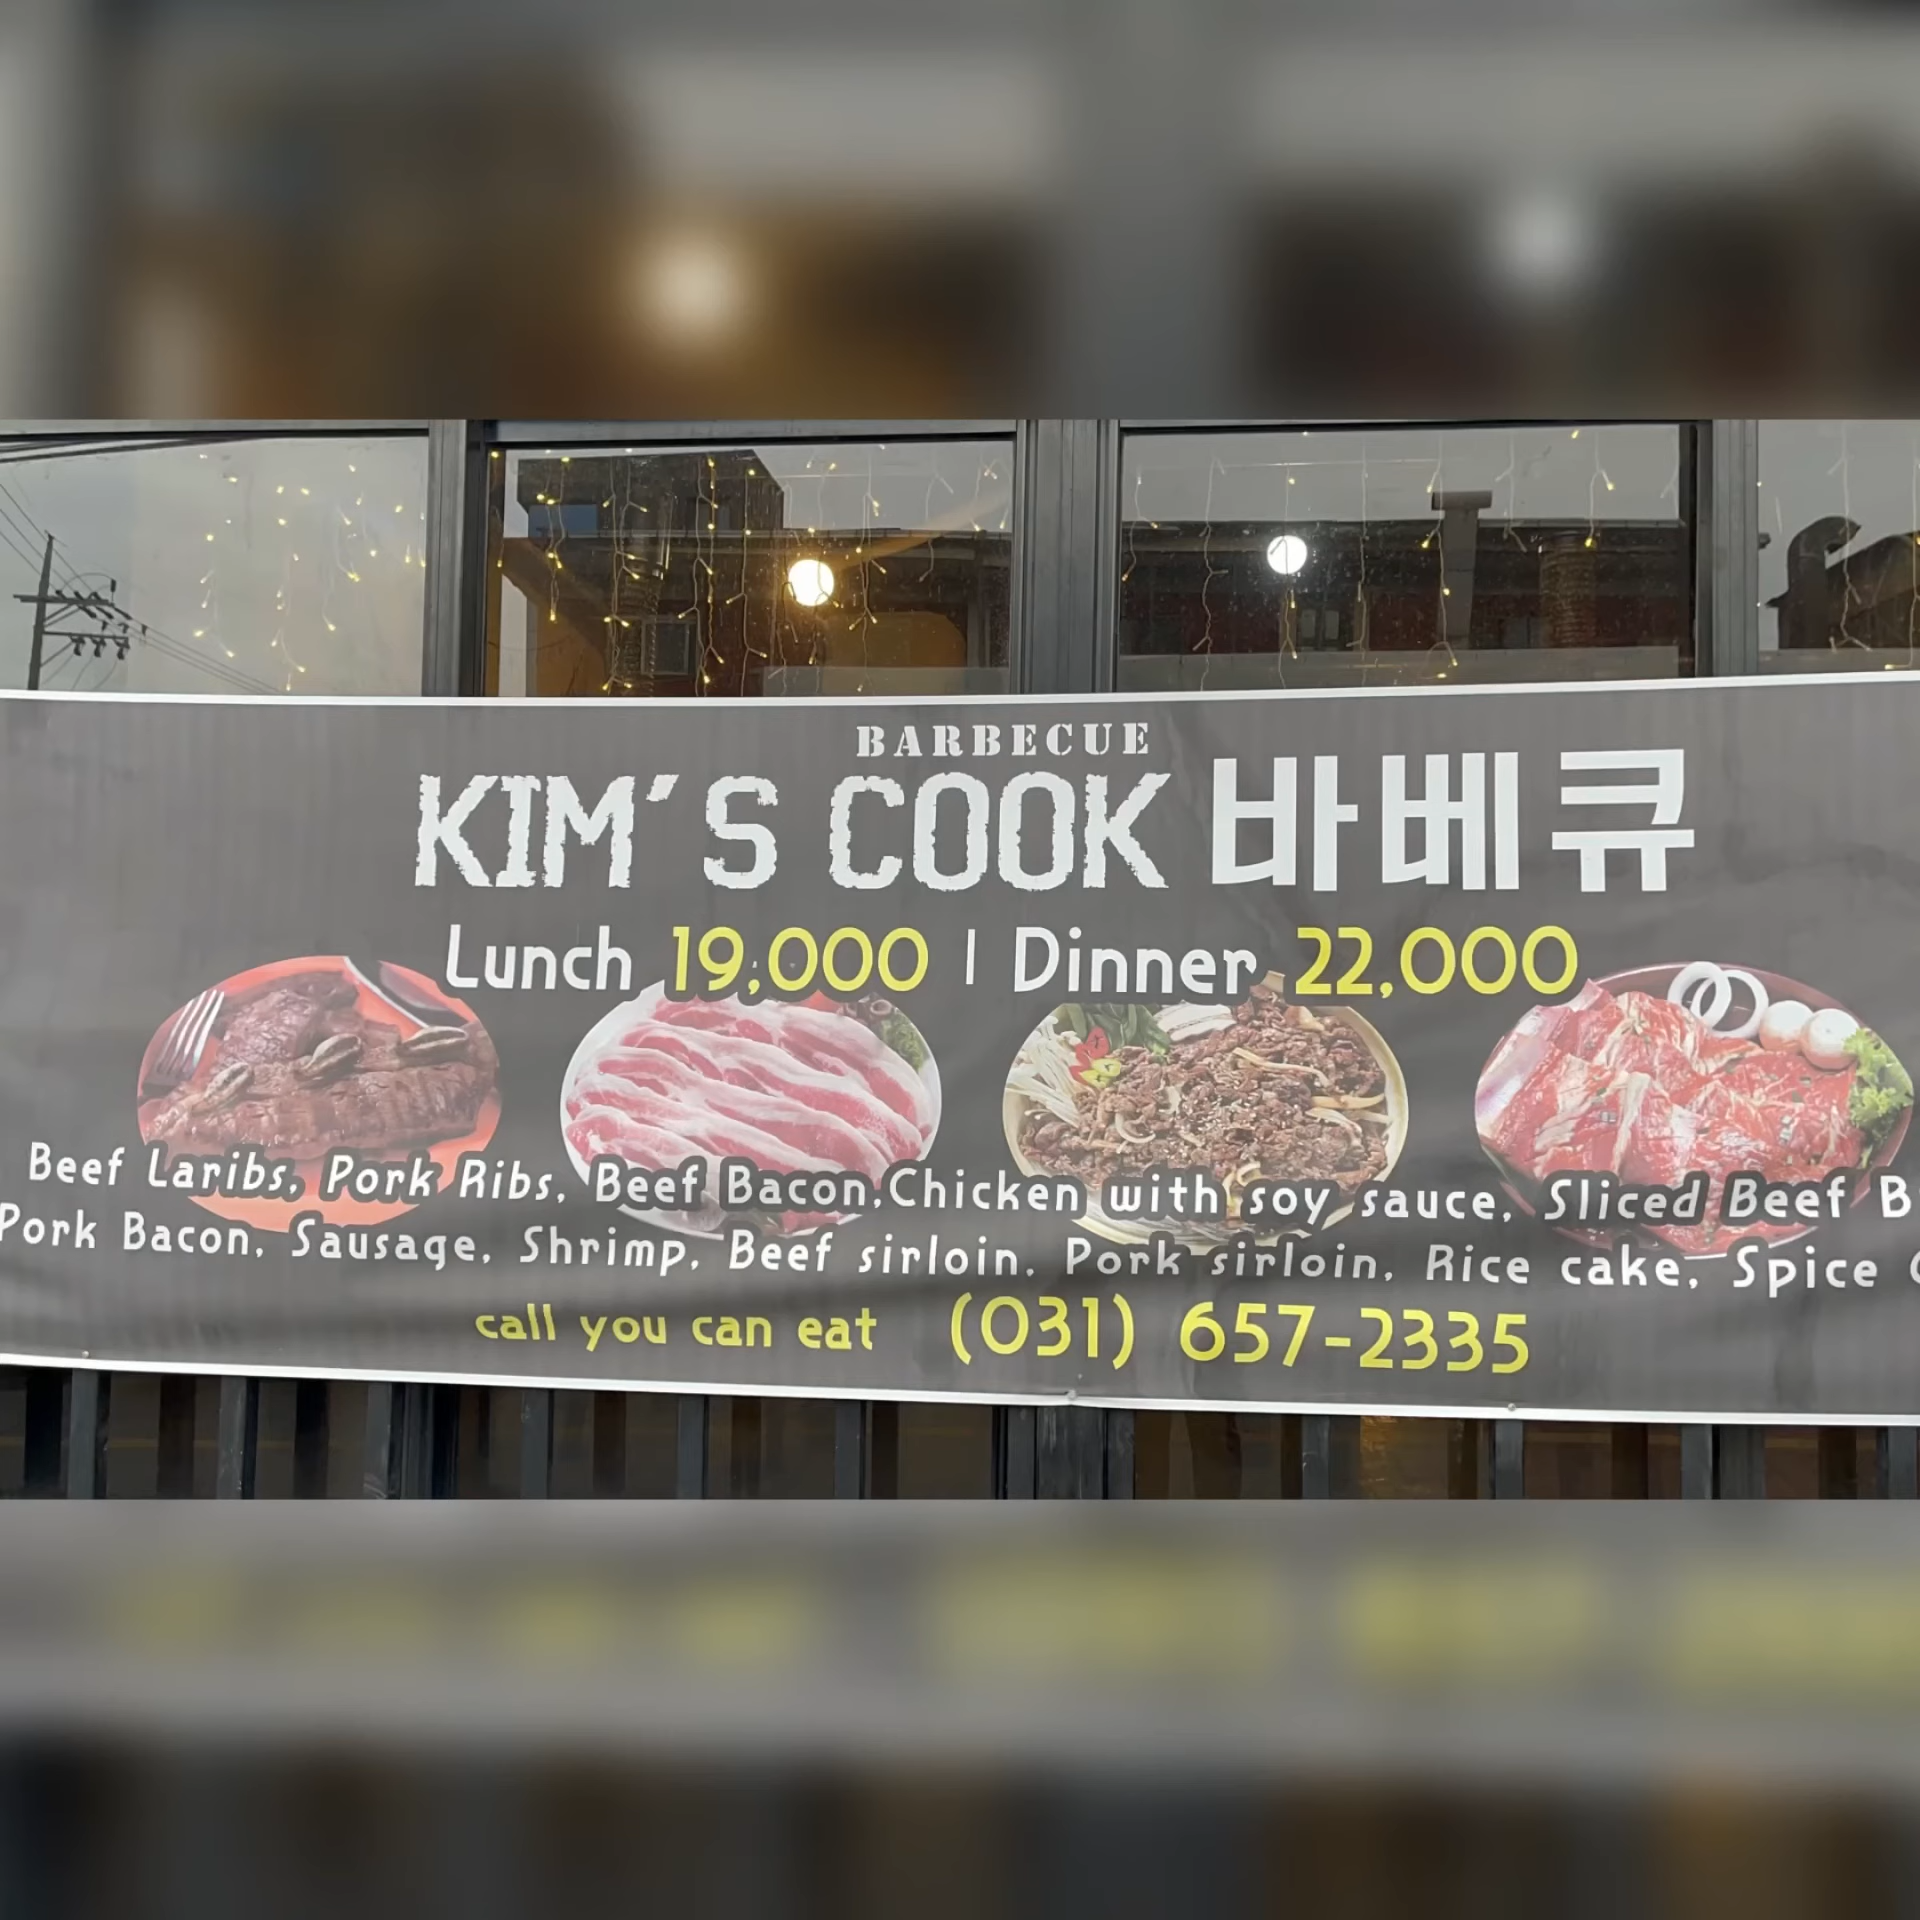 BARBECUE
KIM'S COOK 바베큐
Lunch 19,000 | Dinner 22,000
Beef Laribs, Pork Ribs, Beef Bacon,Chicken with soy sauce, Sliced Beef B
Pork Bacon, Sausage, Shrimp, Beef sirloin, Pork sirloin, Rice cake, Spice
call you can eat (031) 657-2335